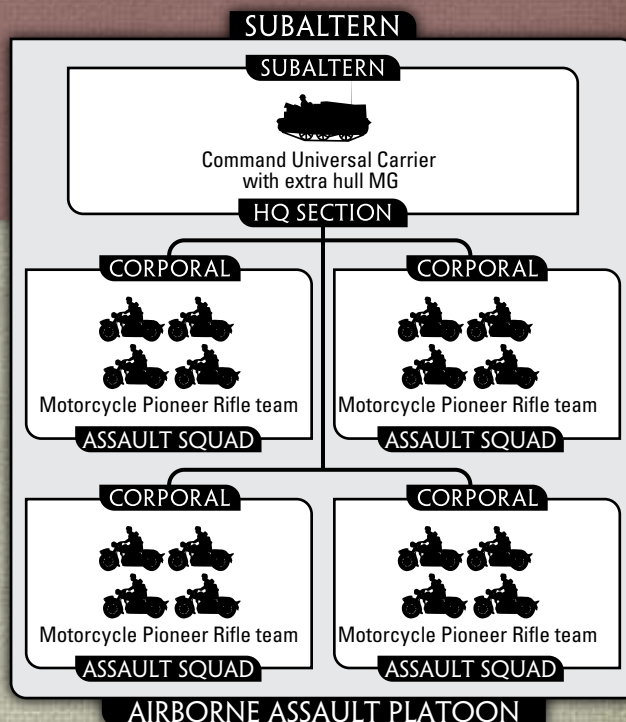 SUBALTERN
SUBALTERN
Command Universal Carrier
with extra hull MG
HQ SECTION
CORPORAL
Motorcycle Pioneer Rifle team
ASSAULT SQUAD
CORPORAL
Motorcycle Pioneer Rifle team
ASSAULT SQUAD
CORPORAL
Motorcycle Pioneer Rifle team
ASSAULT SQUAD
CORPORAL
Motorcycle Pioneer Rifle team
ASSAULT SQUAD
AIRBORNE ASSAULT PLATOON